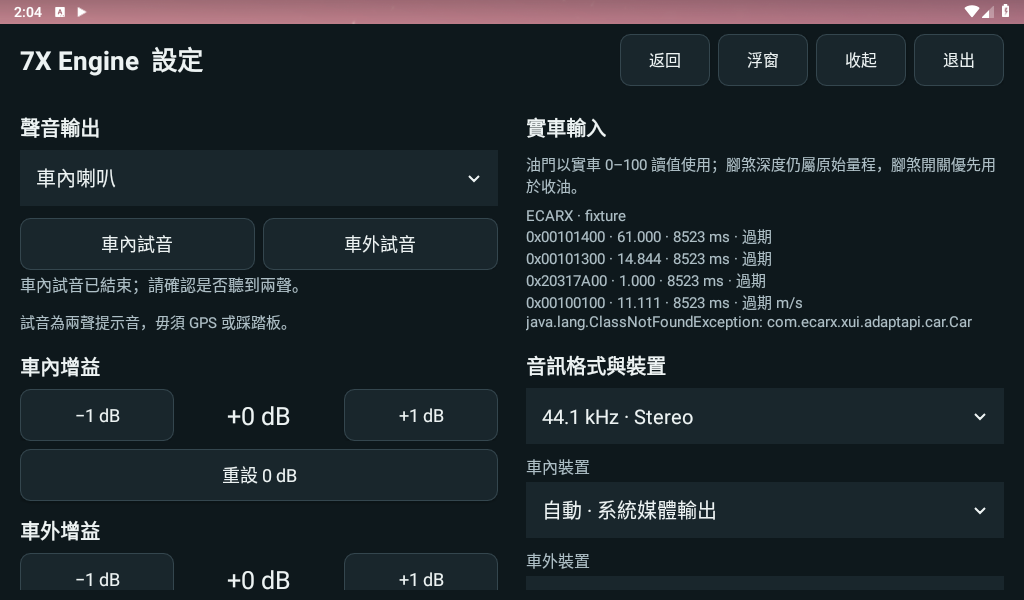 2:04
7X Engine 設定
返回
浮窗
收起
退出
聲音輸出
車內喇叭
車內試音
車外試音
車內試音已結束；請確認是否聽到兩聲。
試音為兩聲提示音，毋須 GPS 或踩踏板。
車內增益
−1 dB
+0 dB
+1 dB
重設 0 dB
車外增益
−1 dB
+0 dB
+1 dB
實車輸入
油門以實車 0–100 讀值使用；腳煞深度仍屬原始量程，腳煞開關優先用
於收油。
ECARX · fixture
0x00101400 · 61.000 · 8523 ms · 過期
0x00101300 · 14.844 · 8523 ms · 過期
0x20317A00 · 1.000 · 8523 ms · 過期
0x00100100 · 11.111 · 8523 ms · 過期 m/s
java.lang.ClassNotFoundException: com.ecarx.xui.adaptapi.car.Car
音訊格式與裝置
44.1 kHz · Stereo
車內裝置
自動 · 系統媒體輸出
車外裝置